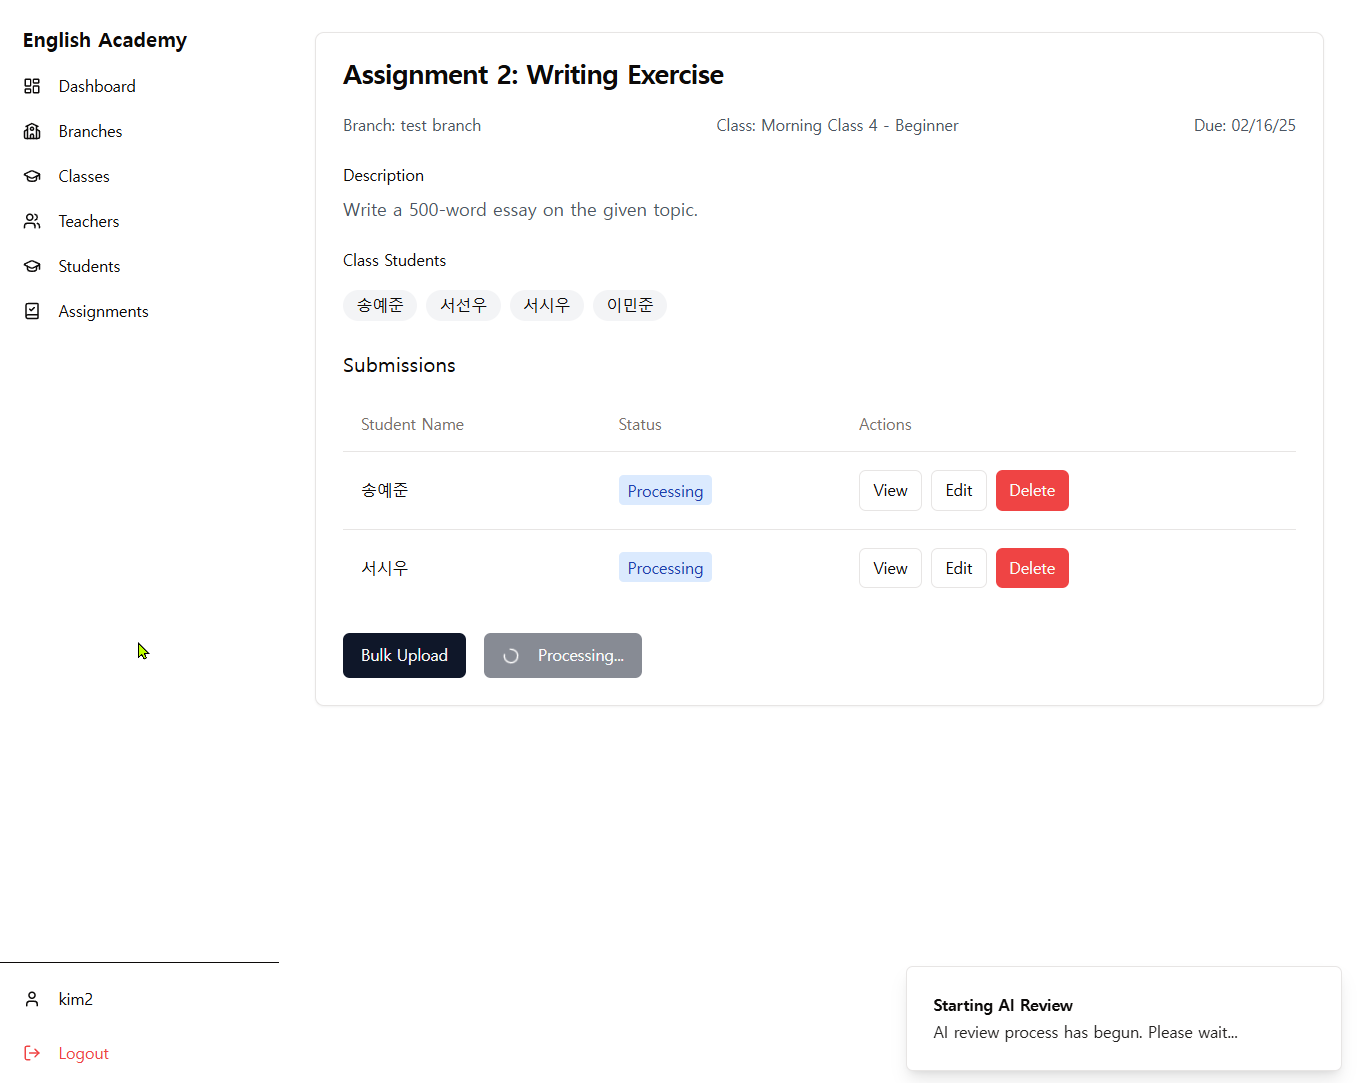 English Academy
Dashboard
Branches
Classes
Teachers
Students
Assignments
kim2
Logout
Assignment 2: Writing Exercise
Branch: test branch Class: Morning Class 4 - Beginner Due: 02/16/25
Description
Write a 500-word essay on the given topic.
Class Students
송예준 서선우 서시우 이민준
Submissions
Student Name Status Actions
송예준 Processing View Edit Delete
서시우 Processing View Edit Delete
Bulk Upload Processing...
Starting AI Review
AI review process has begun. Please wait...